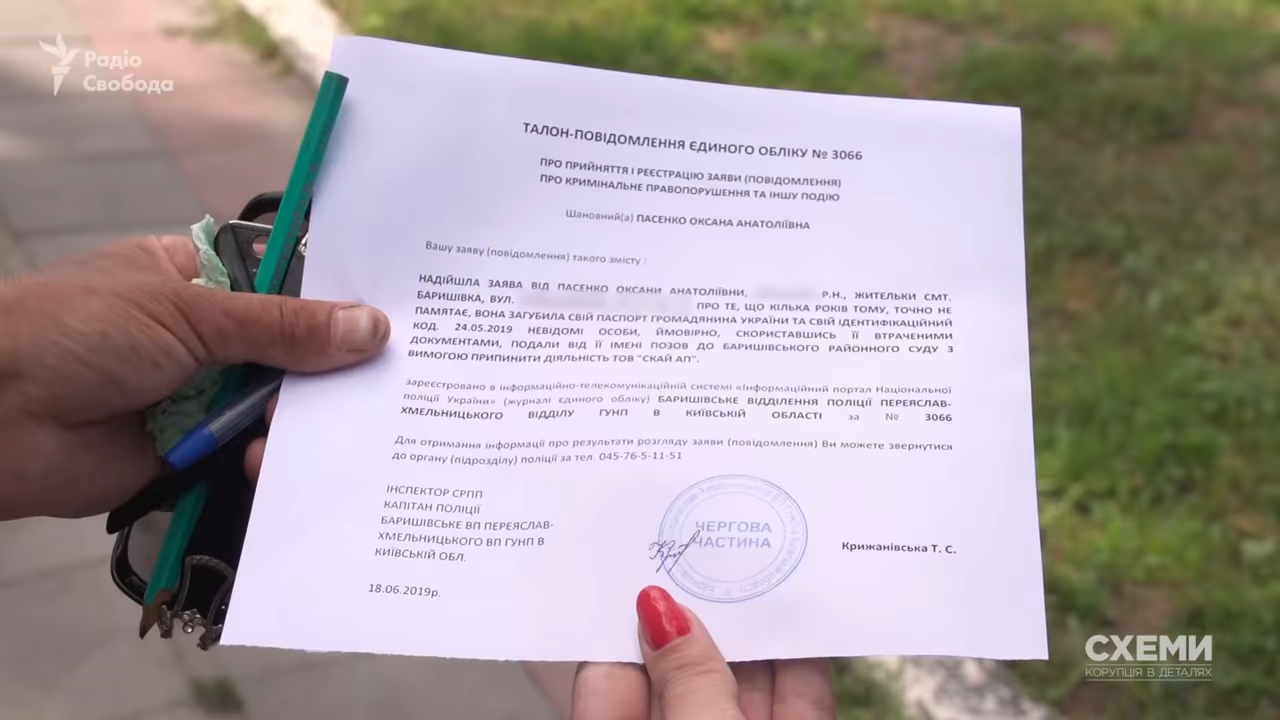 Радіо
Свобода
ТАЛОН-ПОВІДОМЛЕННЯ ЄДИНОГО ОБЛІКУ № 3066
ПРО ПРИЙНЯТТЯ І РЕЄСТРАЦІЮ ЗАЯВИ (ПОВІДОМЛЕННЯ)
ПРО КРИМІНАЛЬНЕ ПРАВОПОРУШЕННЯ ТА ІНШУ ПОДІЮ
Шановний(а) ПАСЕНКО ОКСАНА АНАТОЛІЇВНА
Вашу заяву (повідомлення) такого змісту :
НАДІЙШЛА ЗАЯВА ВІД ПАСЕНКО ОКСАНИ АНАТОЛІЇВНИ, Р.Н., ЖИТЕЛЬКИ СМТ.
БАРИШІВКА, ВУЛ. ПРО ТЕ, ЩО КІЛЬКА РОКІВ ТОМУ, ТОЧНО НЕ
ПАМЯТАЄ, ВОНА ЗАГУБИЛА СВІЙ ПАСПОРТ ГРОМАДЯНИНА УКРАЇНИ ТА СВІЙ ІДЕНТИФІКАЦІЙНИЙ
КОД. 24.05.2019 НЕВІДОМІ ОСОБИ, ЙМОВІРНО, СКОРИСТАВШИСЬ ЇЇ ВТРАЧЕНИМИ
ДОКУМЕНТАМИ, ПОДАЛИ ВІД ЇЇ ІМЕНІ ПОЗОВ ДО БАРИШІВСЬКОГО РАЙОННОГО СУДУ З
ВИМОГОЮ ПРИПИНИТИ ДІЯЛЬНІСТЬ ТОВ "СКАЙ АП".
зареєстровано в інформаційно-телекомунікаційній системі «Інформаційний портал Національної
поліції України» (журналі єдиного обліку) БАРИШІВСЬКЕ ВІДДІЛЕННЯ ПОЛІЦІЇ ПЕРЕЯСЛАВ-
ХМЕЛЬНИЦЬКОГО ВІДДІЛУ ГУНП В КИЇВСЬКІЙ ОБЛАСТІ за № 3066
Для отримання інформації про результати розгляду заяви (повідомлення) Ви можете звернутися
до органу (підрозділу) поліції за тел. 045-76-5-11-51
ІНСПЕКТОР СРПП
КАПІТАН ПОЛІЦІЇ
БАРИШІВСЬКЕ ВП ПЕРЕЯСЛАВ-
ХМЕЛЬНИЦЬКОГО ВП ГУНП В
КИЇВСЬКІЙ ОБЛ.
ЧЕРГОВА
ЧАСТИНА
Крижанівська Т. С.
18.06.2019р.
СХЕМИ
КОРУПЦІЯ В ДЕТАЛЯХ